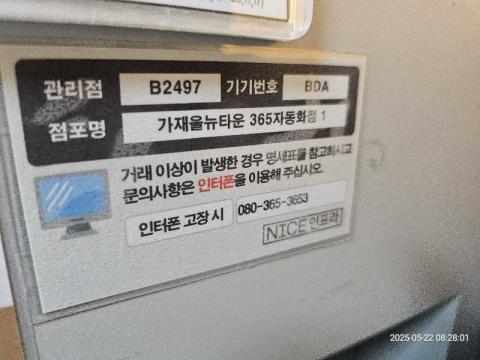 관리점 B2497 기기번호 BDA
점포명 가재울뉴타운 365자동화점 1
거래 이상이 발생한 경우 명세표를 참고하시고
문의사항은 인터폰을 이용해 주십시오.
인터폰 고장 시 080-365-3653
NICE인프라
2025-05-22 08:28:01